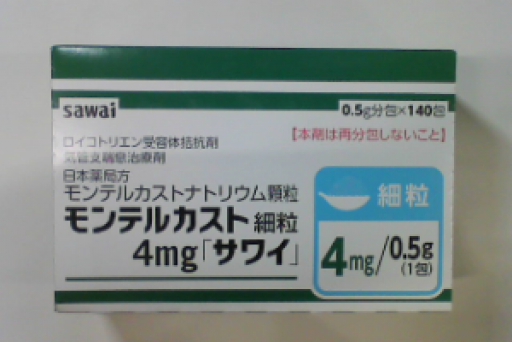 sawai
0.5g分包×140包
ロイコトリエン受容体拮抗剤
【本剤は再分包しないこと】
気管支喘息治療剤
日本薬局方
モンテルカストナトリウム顆粒
モンテルカスト 細粒
4mg「サワイ」
細粒
4mg/0.5g
(1包)